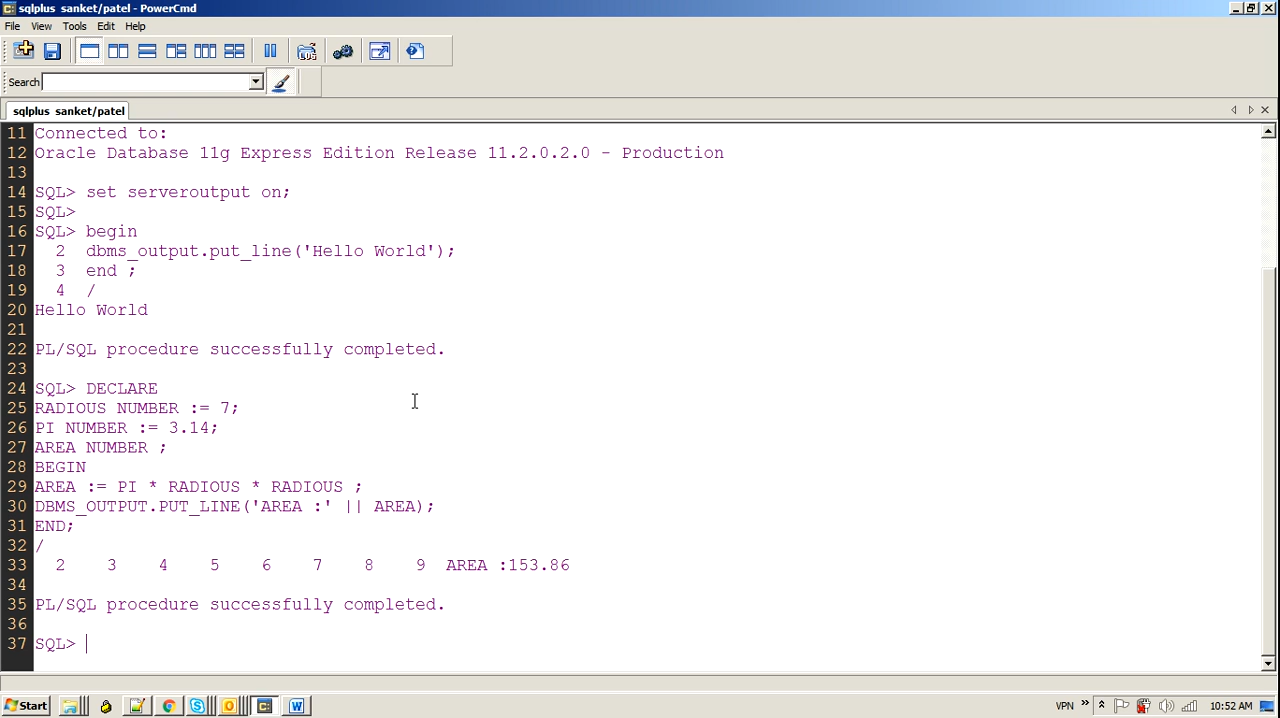 sqlplus sanket/patel - PowerCmd
File View Tools Edit Help
Search
sqlplus sanket/patel
11 Connected to:
12 Oracle Database 11g Express Edition Release 11.2.0.2.0 - Production
13
14 SQL> set serveroutput on;
15 SQL>
16 SQL> begin
17 2 dbms_output.put_line('Hello World');
18 3 end ;
19 4 /
20 Hello World
21
22 PL/SQL procedure successfully completed.
23
24 SQL> DECLARE
25 RADIOUS NUMBER := 7;
26 PI NUMBER := 3.14;
27 AREA NUMBER ;
28 BEGIN
29 AREA := PI * RADIOUS * RADIOUS ;
30 DBMS_OUTPUT.PUT_LINE('AREA :' || AREA);
31 END;
32 /
33 2 3 4 5 6 7 8 9 AREA :153.86
34
35 PL/SQL procedure successfully completed.
36
37 SQL>
Start VPN 10:52 AM